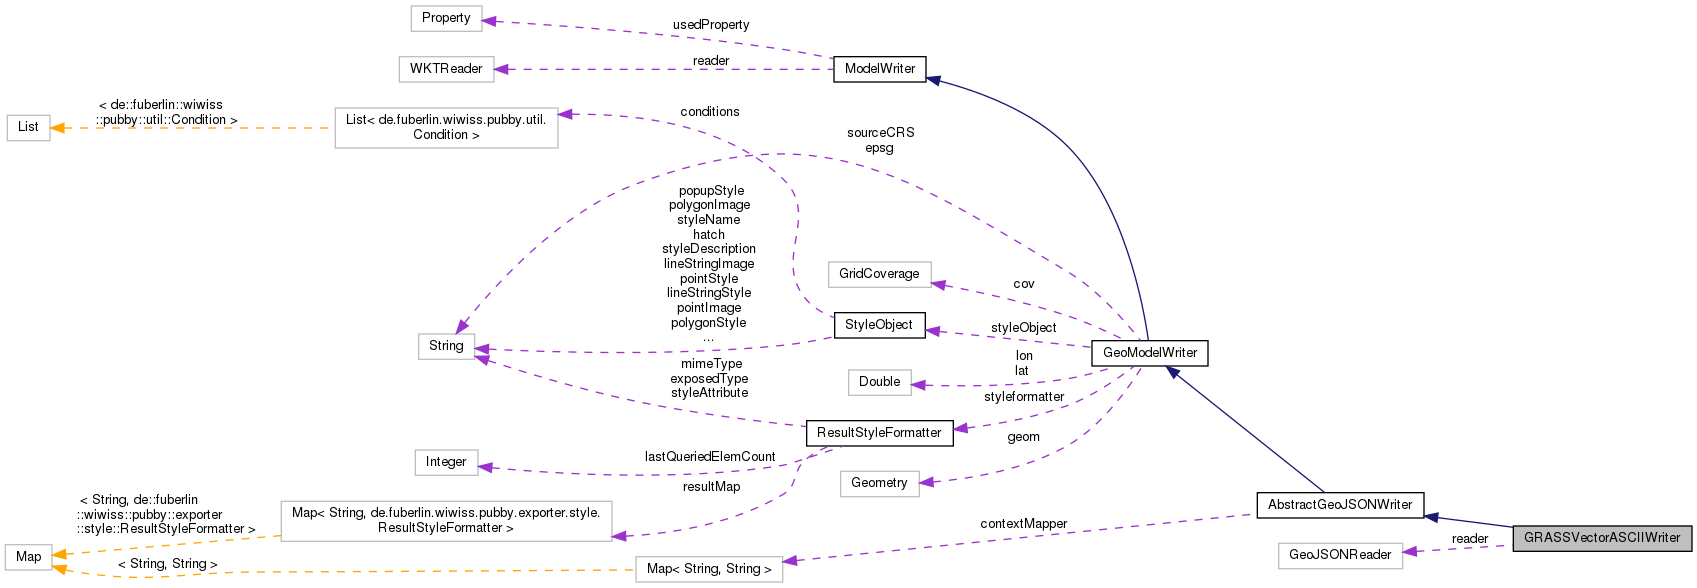 Property
usedProperty
WKTReader
reader
ModelWriter
< de::fuberlin::wiwiss
::pubby::util::Condition >
List
List< de.fuberlin.wiwiss.pubby.util.
Condition >
conditions
sourceCRS
epsg
popupStyle
polygonImage
styleName
hatch
styleDescription
lineStringImage
pointStyle
lineStringStyle
pointImage
polygonStyle
...
GridCoverage
cov
StyleObject
styleObject
String
GeoModelWriter
mimeType
exposedType
styleAttribute
Double
lon
lat
styleformatter
ResultStyleFormatter
geom
Integer
lastQueriedElemCount
resultMap
Geometry
< String, de::fuberlin
::wiwiss::pubby::exporter
::style::ResultStyleFormatter >
Map< String, de.fuberlin.wiwiss.pubby.exporter.style.
ResultStyleFormatter >
contextMapper
AbstractGeoJSONWriter
Map
< String, String >
Map< String, String >
GeoJSONReader
reader
GRASSVectorASCIIWriter